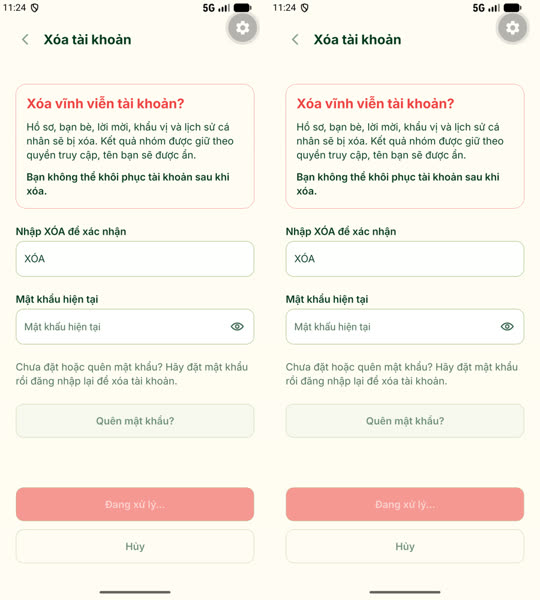 11:24
5G
Xóa tài khoản
Xóa vĩnh viễn tài khoản?
Hồ sơ, bạn bè, lời mời, khẩu vị và lịch sử cá
nhân sẽ bị xóa. Kết quả nhóm được giữ theo
quyền truy cập, tên bạn sẽ được ẩn.
Bạn không thể khôi phục tài khoản sau khi
xóa.
Nhập XÓA để xác nhận
XÓA
Mật khẩu hiện tại
Mật khẩu hiện tại
Chưa đặt hoặc quên mật khẩu? Hãy đặt mật khẩu
rồi đăng nhập lại để xóa tài khoản.
Quên mật khẩu?
Đang xử lý...
Hủy
11:24
5G
Xóa tài khoản
Xóa vĩnh viễn tài khoản?
Hồ sơ, bạn bè, lời mời, khẩu vị và lịch sử cá
nhân sẽ bị xóa. Kết quả nhóm được giữ theo
quyền truy cập, tên bạn sẽ được ẩn.
Bạn không thể khôi phục tài khoản sau khi
xóa.
Nhập XÓA để xác nhận
XÓA
Mật khẩu hiện tại
Mật khẩu hiện tại
Chưa đặt hoặc quên mật khẩu? Hãy đặt mật khẩu
rồi đăng nhập lại để xóa tài khoản.
Quên mật khẩu?
Đang xử lý...
Hủy